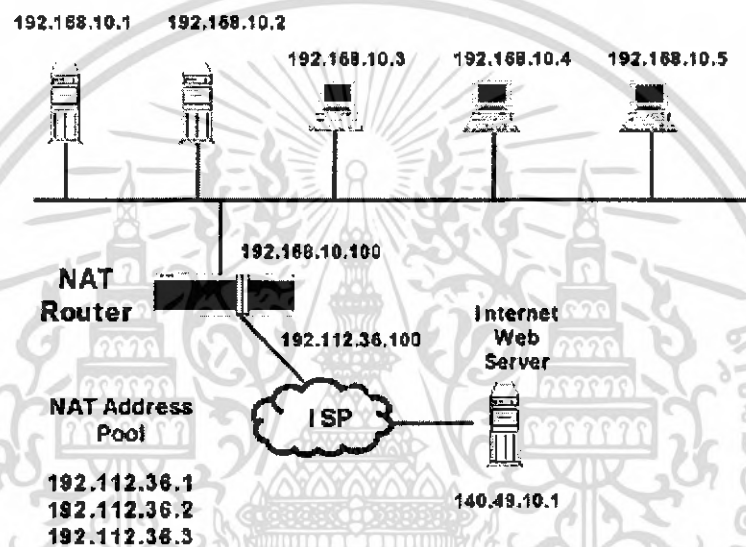 192.168.10.1
192.168.10.2
192.168.10.3
192.168.10.4
192.168.10.5
192.168.10.100
NAT
Router
192.112.36.100
Internet
Web
Server
ISP
NAT Address
Pool
192.112.36.1
192.112.36.2
192.112.36.3
140.49.10.1